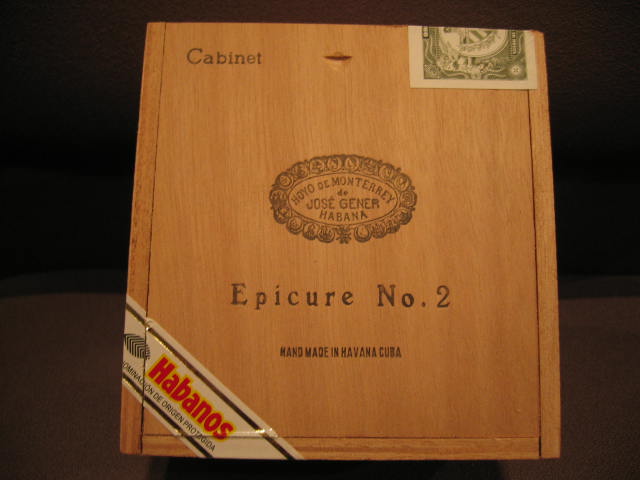 Cabinet
HOYO DE MONTERREY
de
JOSÉ GENER
HABANA
Epicure No. 2
HAND MADE IN HAVANA CUBA
Habanos
DENOMINACIÓN DE ORIGEN PROTEGIDA